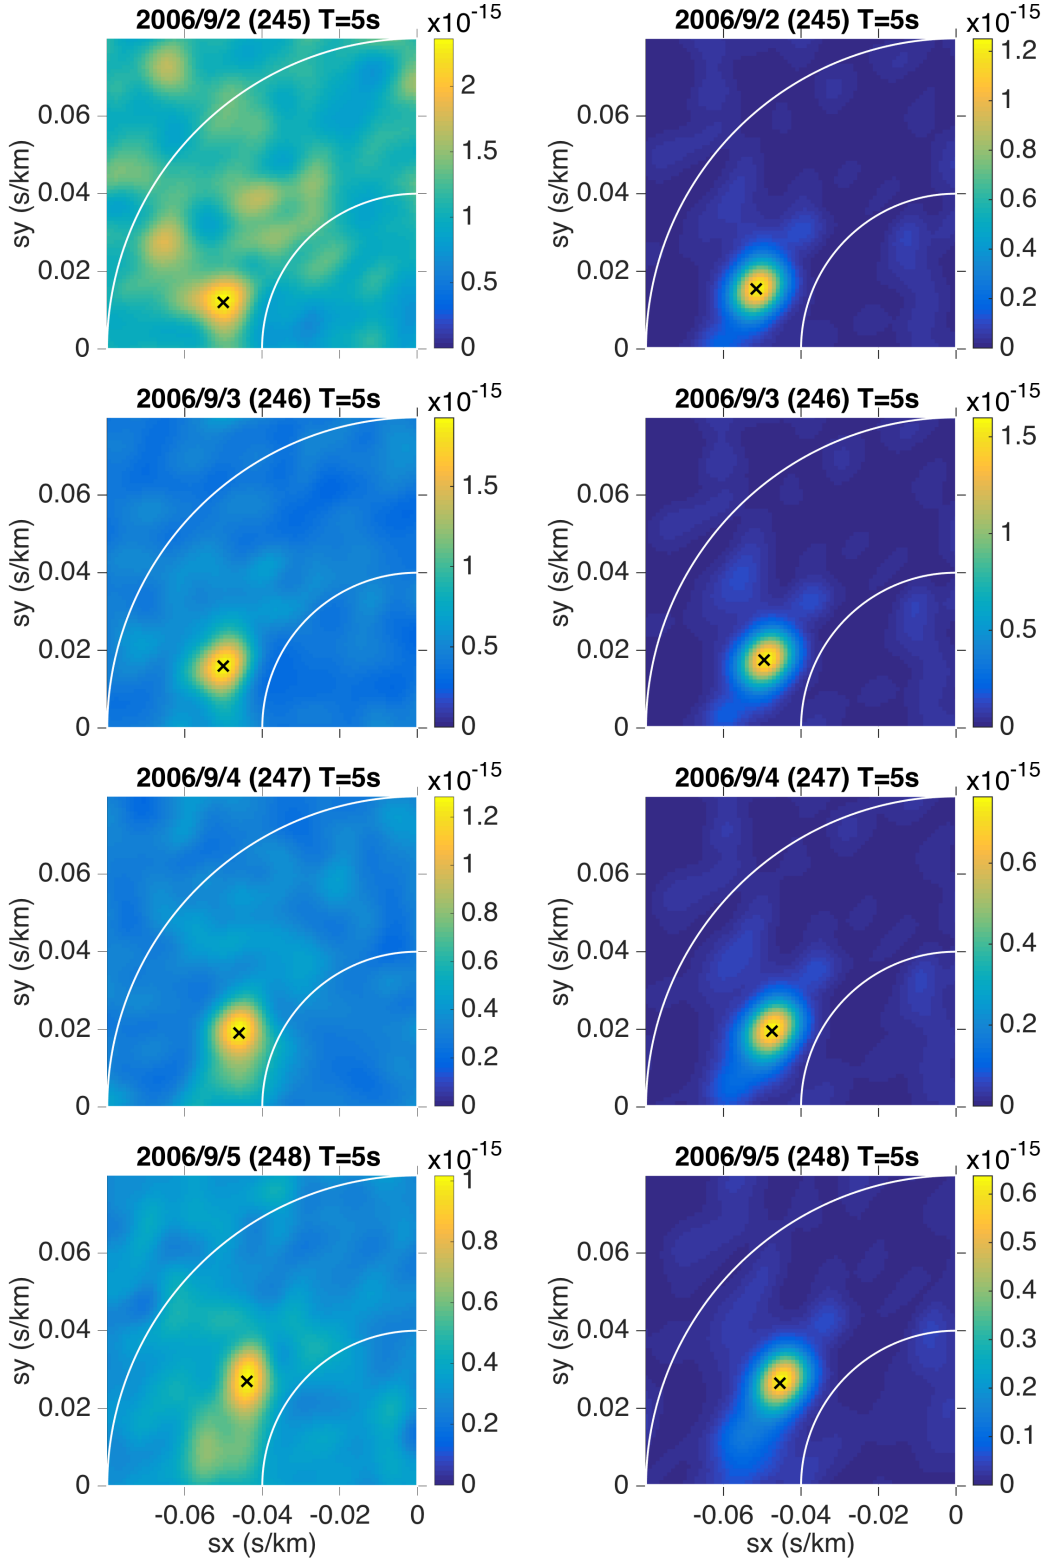 2006/9/2 (245) T=5s
x10-15
sy (s/km)
0.06
0.04
0.02
0
2
1.5
1
0.5
0
2006/9/2 (245) T=5s
x10-15
sy (s/km)
0.06
0.04
0.02
0
1.2
1
0.8
0.6
0.4
0.2
0
2006/9/3 (246) T=5s
x10-15
sy (s/km)
0.06
0.04
0.02
0
1.5
1
0.5
0
2006/9/3 (246) T=5s
x10-15
sy (s/km)
0.06
0.04
0.02
0
1.5
1
0.5
0
2006/9/4 (247) T=5s
x10-15
sy (s/km)
0.06
0.04
0.02
0
1.2
1
0.8
0.6
0.4
0.2
0
2006/9/4 (247) T=5s
x10-15
sy (s/km)
0.06
0.04
0.02
0
0.6
0.4
0.2
0
2006/9/5 (248) T=5s
x10-15
sy (s/km)
0.06
0.04
0.02
0
1
0.8
0.6
0.4
0.2
0
-0.06 -0.04 -0.02 0
sx (s/km)
2006/9/5 (248) T=5s
x10-15
sy (s/km)
0.06
0.04
0.02
0
0.6
0.5
0.4
0.3
0.2
0.1
0
-0.06 -0.04 -0.02 0
sx (s/km)